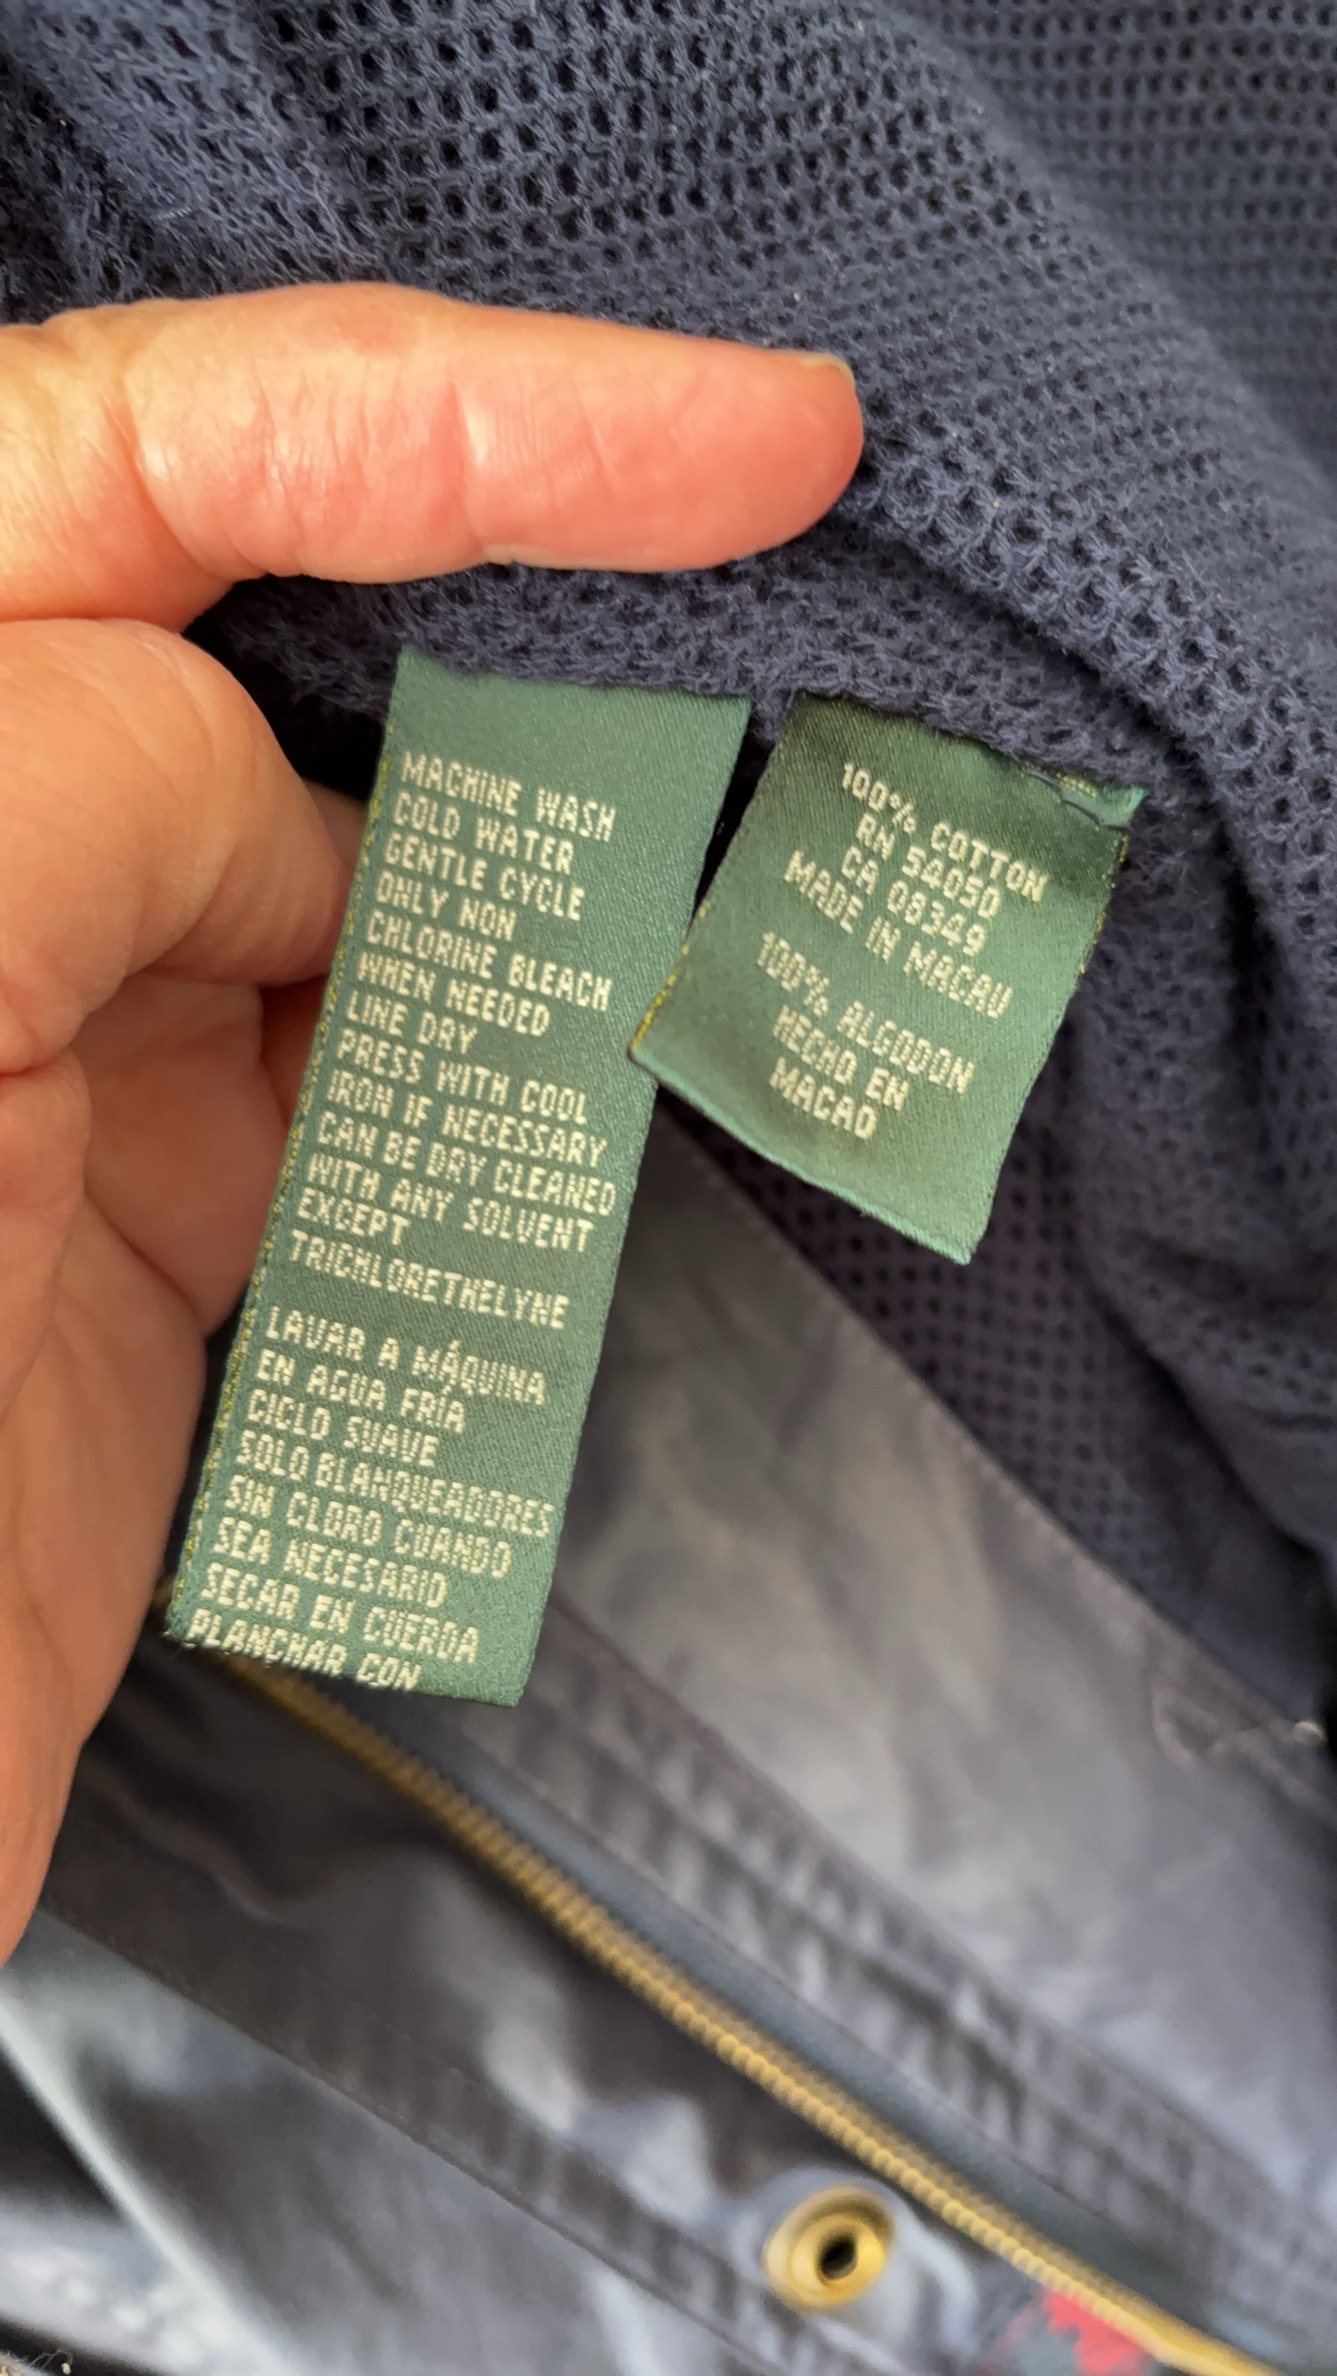 MACHINE WASH
COLD WATER
GENTLE CYCLE
ONLY NON
CHLORINE BLEACH
WHEN NEEDED
LINE DRY
PRESS WITH COOL
IRON IF NECESSARY
CAN BE DRY CLEANED
WITH ANY SOLVENT
EXCEPT
TRICHLORETHELYNE
LAVAR A MÁQUINA
EN AGUA FRÍA
CICLO SUAVE
SOLO BLANQUEADORES
SIN CLORO CUANDO
SEA NECESARIO
SECAR EN CUERDA
PLANCHAR CON
100% COTTON
RN 52050
CA 08349
MADE IN MACAU
100% ALGODON
HECHO EN
MACAO